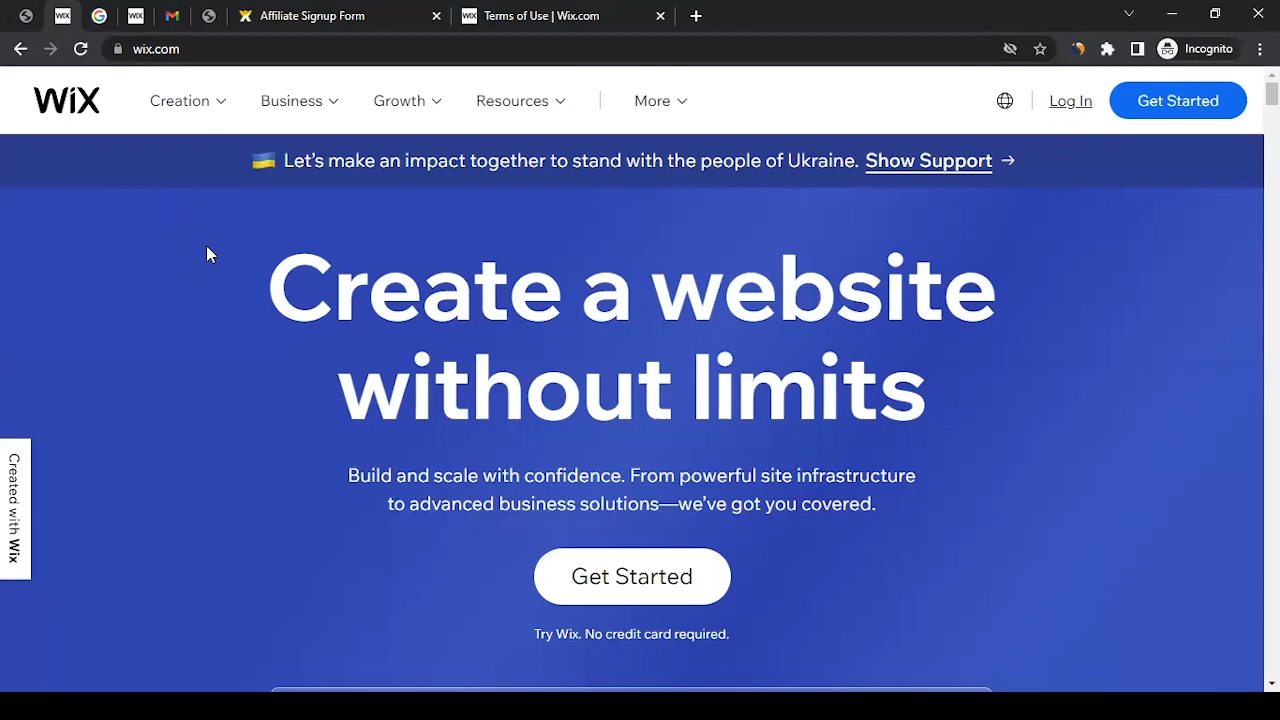 WiX
WiX
Affiliate Signup Form
WiX
Terms of Use | Wix.com
wix.com
Incognito
WiX
Creation
Business
Growth
Resources
More
Log In
Get Started
Let's make an impact together to stand with the people of Ukraine. Show Support →
Create a website
without limits
Build and scale with confidence. From powerful site infrastructure
to advanced business solutions—we've got you covered.
Get Started
Try Wix. No credit card required.
Created with Wix